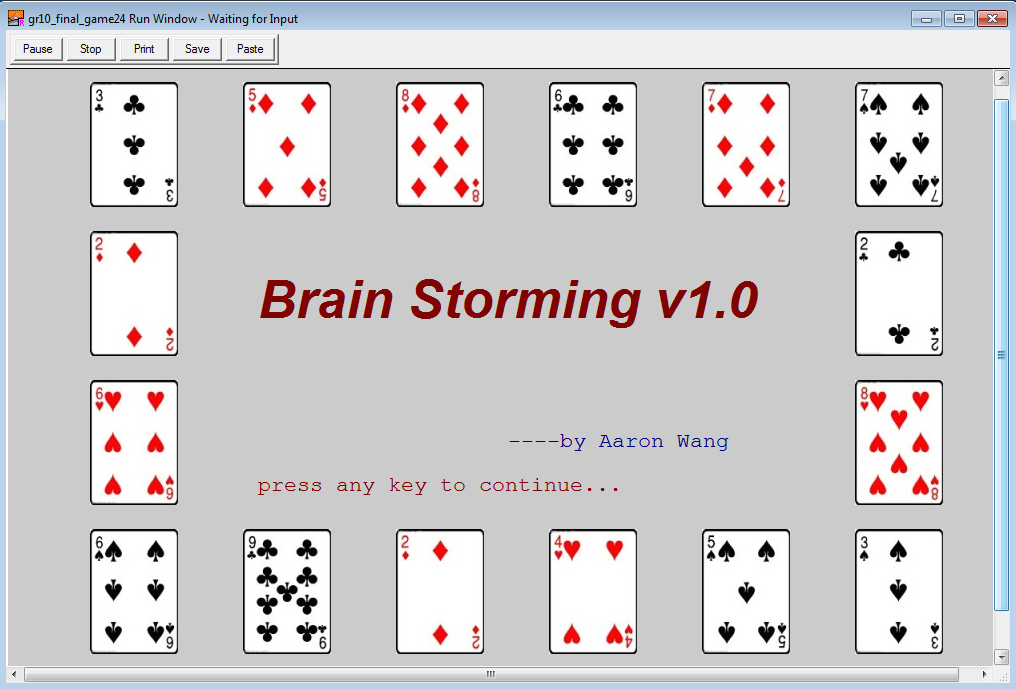 gr10_final_game24 Run Window - Waiting for Input
Pause Stop Print Save Paste
3 5 8 6 7 7
3 5 8 6 7 7
2 2
Brain Storming v1.0
2 2
6 8
----by Aaron Wang
press any key to continue...
6 8
6 9 2 4 5 3
6 9 2 4 5 3